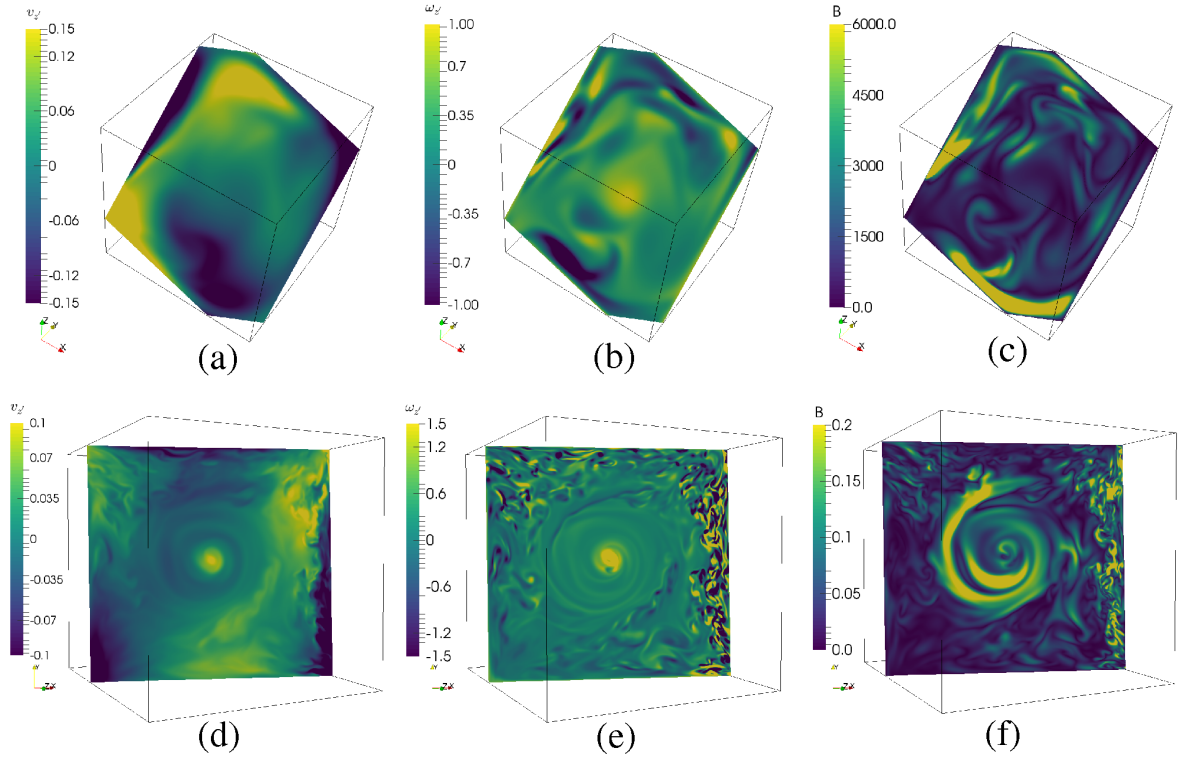 v_z'
0.15
0.12
0.06
0
-0.06
-0.12
-0.15
Z
Y
X
(a)
ω_z'
1.00
0.7
0.35
0
-0.35
-0.7
-1.00
Z
Y
X
(b)
B
6000.0
4500
3000
1500
0.0
Z
Y
X
(c)
v_z'
0.1
0.07
0.035
0
-0.035
-0.07
-0.1
Y
Z X
(d)
ω_z'
1.5
1.2
0.6
0
-0.6
-1.2
-1.5
Y
Z X
(e)
B
0.2
0.15
0.1
0.05
0.0
Y
Z X
(f)